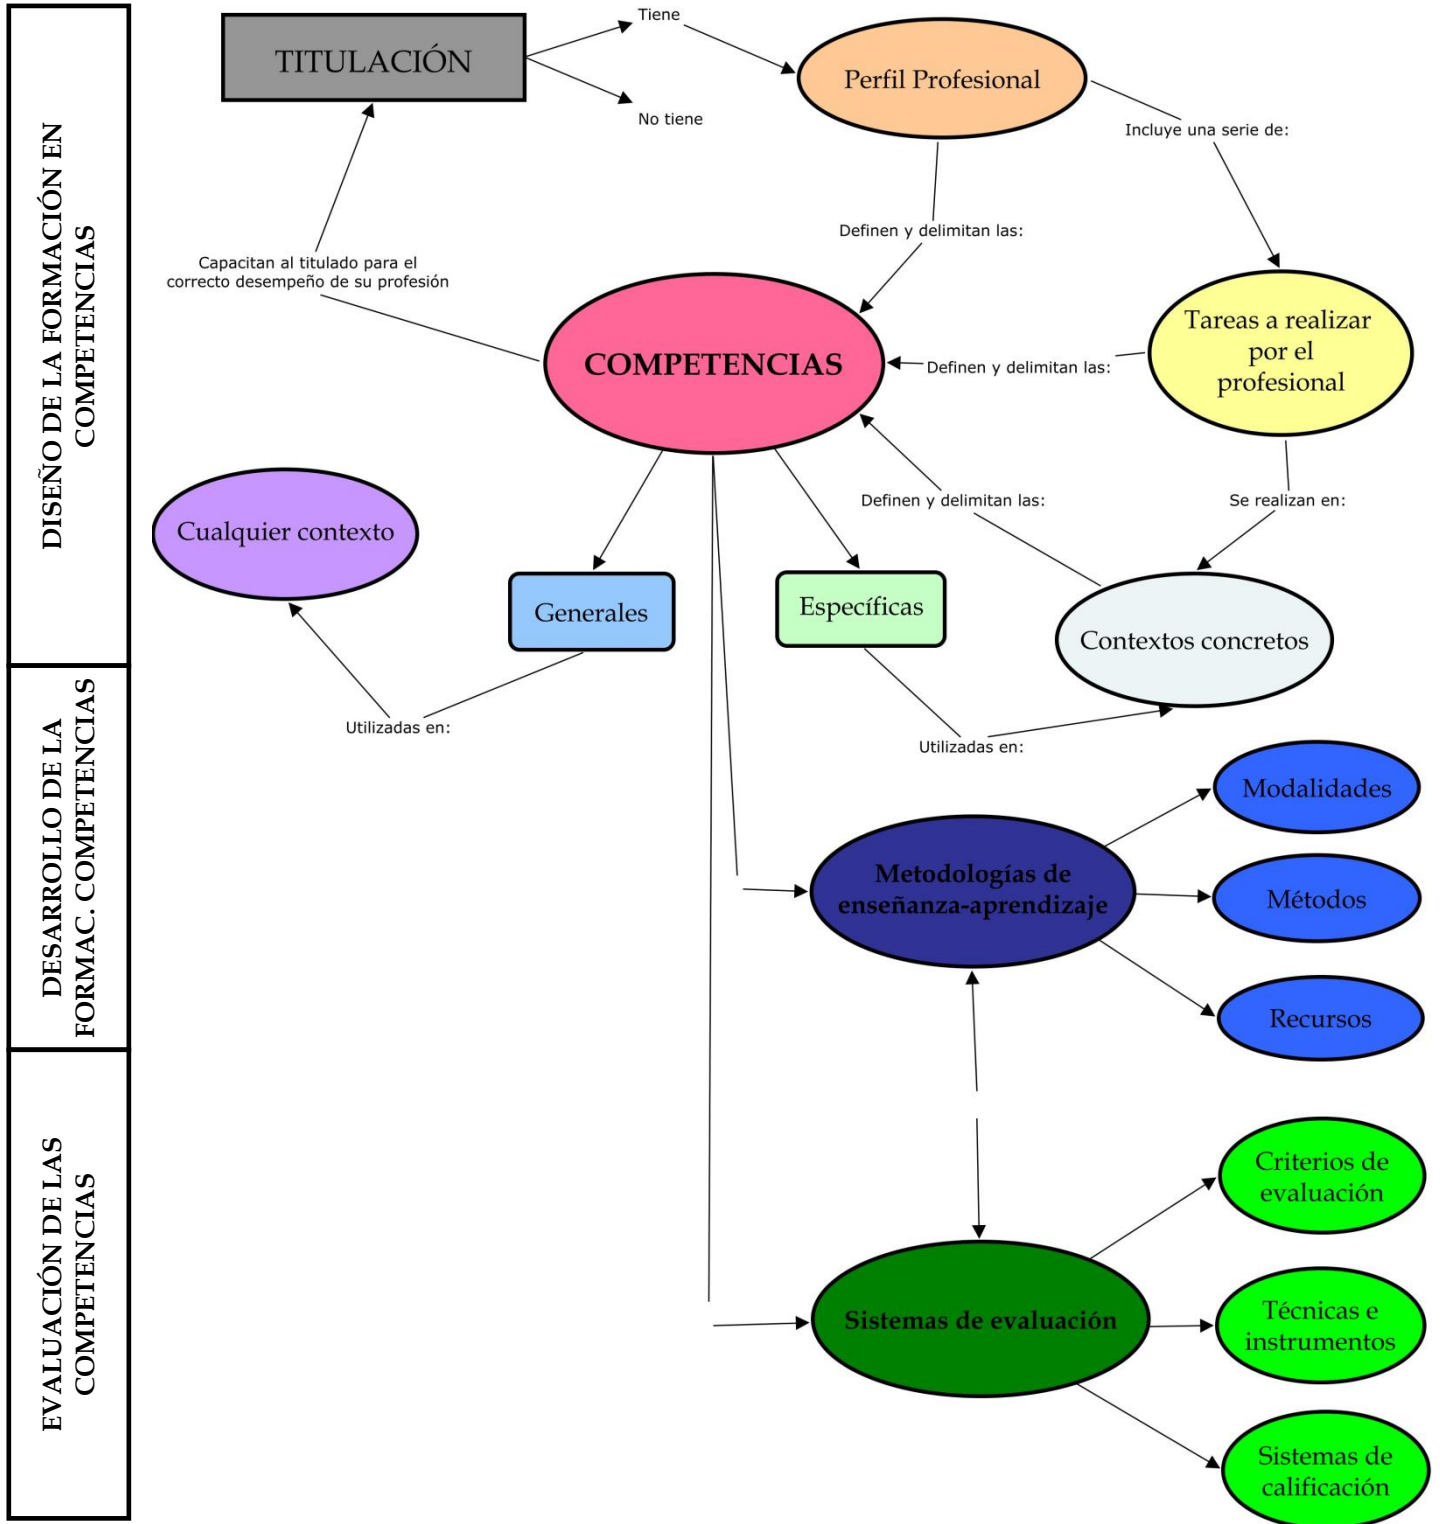 DISEÑO DE LA FORMACIÓN EN
COMPETENCIAS
DESARROLLO DE LA
FORMAC. COMPETENCIAS
EVALUACIÓN DE LAS
COMPETENCIAS
TITULACIÓN
Tiene
No tiene
Perfil Profesional
Incluye una serie de:
Definen y delimitan las:
Capacitan al titulado para el
correcto desempeño de su profesión
COMPETENCIAS
Definen y delimitan las:
Tareas a realizar
por el
profesional
Cualquier contexto
Definen y delimitan las:
Se realizan en:
Generales
Específicas
Contextos concretos
Utilizadas en:
Utilizadas en:
Modalidades
Metodologías de
enseñanza-aprendizaje
Métodos
Recursos
Criterios de
evaluación
Sistemas de evaluación
Técnicas e
instrumentos
Sistemas de
calificación